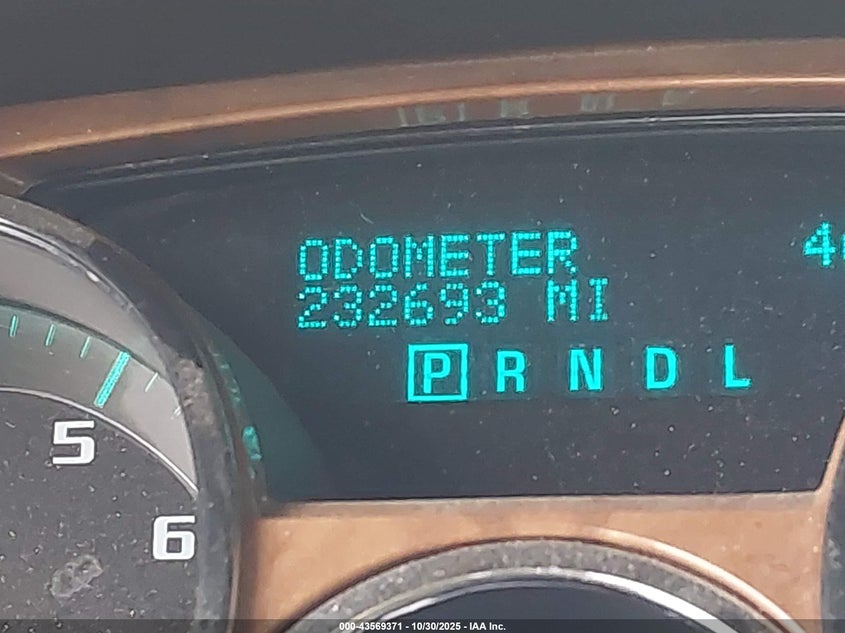 ODOMETER
232693 MI
P R N D L
5
6
000-43569371 - 10/30/2025 - IAA Inc.